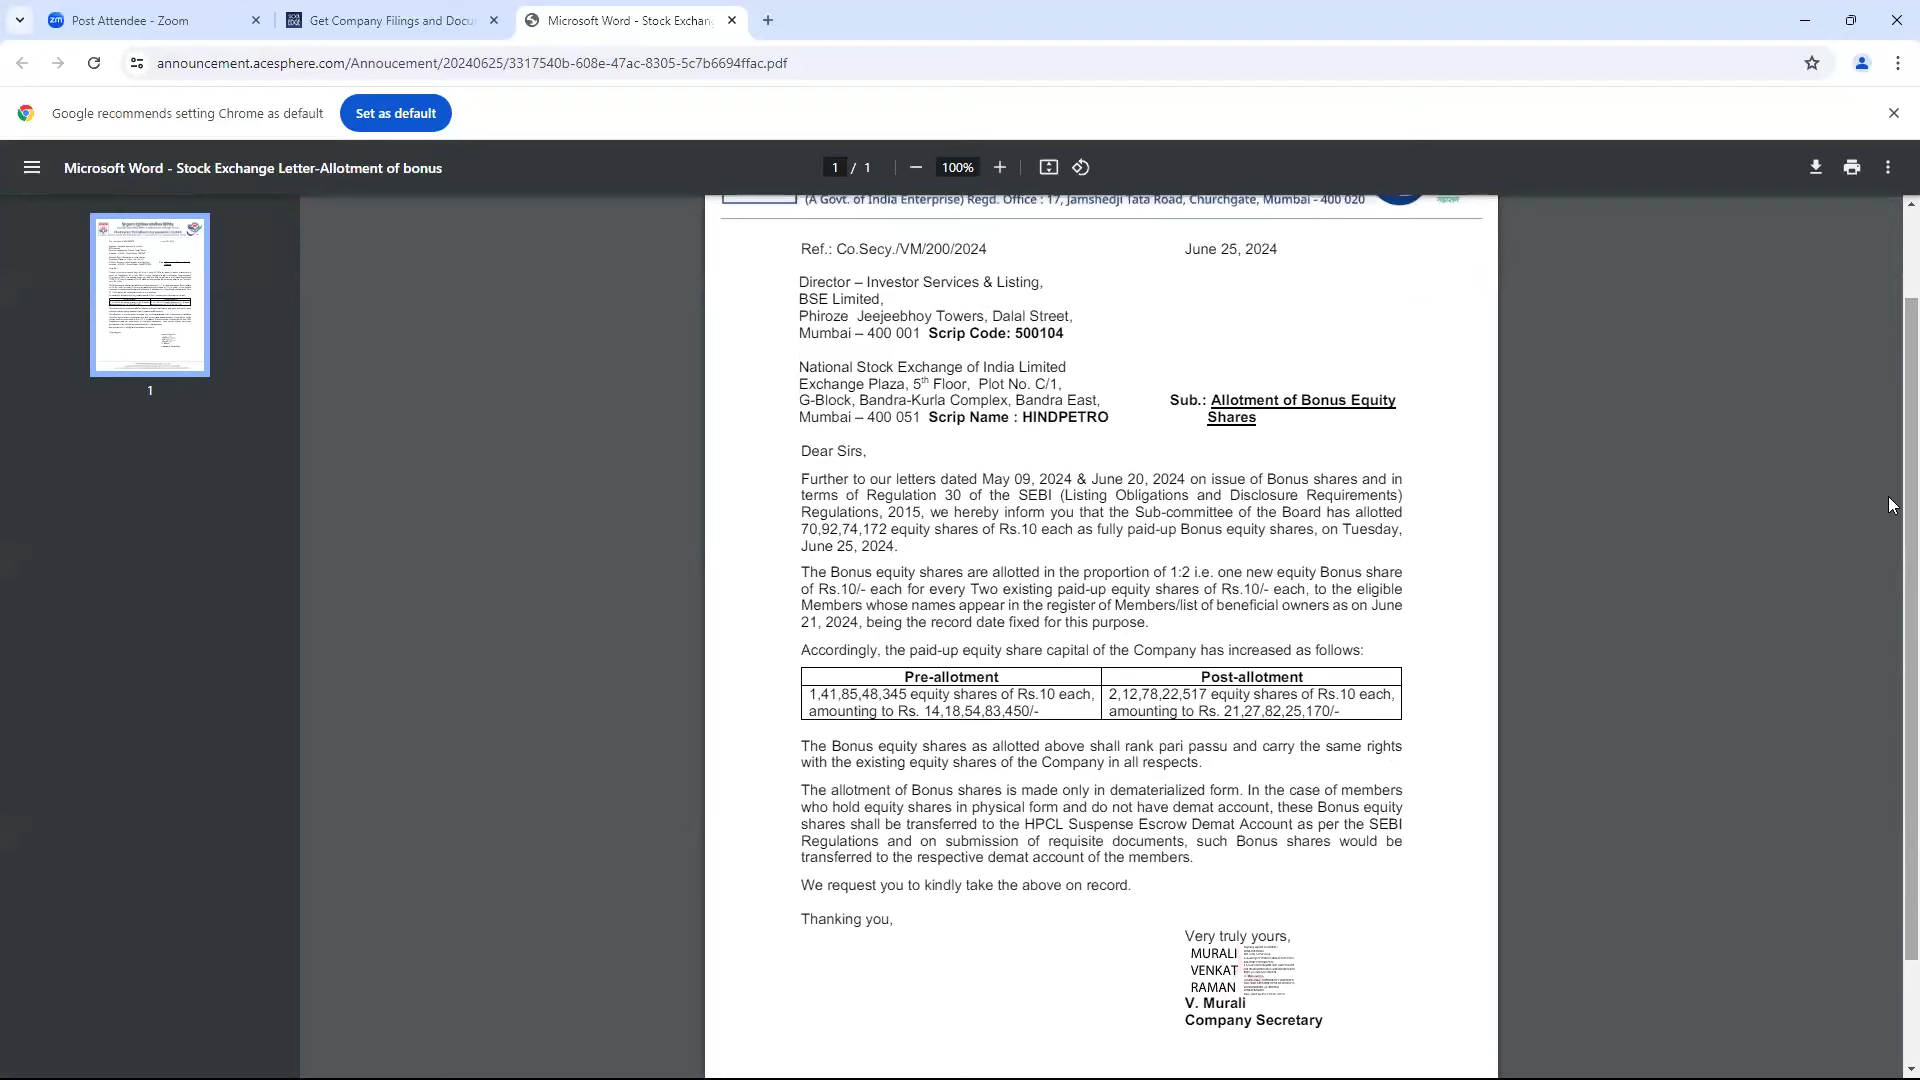 Post Attendee - Zoom
Get Company Filings and Docu
Microsoft Word - Stock Exchan
announcement.acesphere.com/Annoucement/20240625/3317540b-608e-47ac-8305-5c7b6694ffac.pdf
Google recommends setting Chrome as default
Set as default
Microsoft Word - Stock Exchange Letter-Allotment of bonus
1 / 1
100%
1
(A Govt. of India Enterprise) Regd. Office : 17, Jamshedji Tata Road, Churchgate, Mumbai - 400 020
Ref.: Co.Secy./VM/200/2024 June 25, 2024
Director – Investor Services & Listing,
BSE Limited,
Phiroze Jeejeebhoy Towers, Dalal Street,
Mumbai – 400 001 Scrip Code: 500104
National Stock Exchange of India Limited
Exchange Plaza, 5th Floor, Plot No. C/1,
G-Block, Bandra-Kurla Complex, Bandra East,
Mumbai – 400 051 Scrip Name : HINDPETRO
Sub.: Allotment of Bonus Equity
Shares
Dear Sirs,
Further to our letters dated May 09, 2024 & June 20, 2024 on issue of Bonus shares and in
terms of Regulation 30 of the SEBI (Listing Obligations and Disclosure Requirements)
Regulations, 2015, we hereby inform you that the Sub-committee of the Board has allotted
70,92,74,172 equity shares of Rs.10 each as fully paid-up Bonus equity shares, on Tuesday,
June 25, 2024.
The Bonus equity shares are allotted in the proportion of 1:2 i.e. one new equity Bonus share
of Rs.10/- each for every Two existing paid-up equity shares of Rs.10/- each, to the eligible
Members whose names appear in the register of Members/list of beneficial owners as on June
21, 2024, being the record date fixed for this purpose.
Accordingly, the paid-up equity share capital of the Company has increased as follows:
Pre-allotment
1,41,85,48,345 equity shares of Rs.10 each,
amounting to Rs. 14,18,54,83,450/-
Post-allotment
2,12,78,22,517 equity shares of Rs.10 each,
amounting to Rs. 21,27,82,25,170/-
The Bonus equity shares as allotted above shall rank pari passu and carry the same rights
with the existing equity shares of the Company in all respects.
The allotment of Bonus shares is made only in dematerialized form. In the case of members
who hold equity shares in physical form and do not have demat account, these Bonus equity
shares shall be transferred to the HPCL Suspense Escrow Demat Account as per the SEBI
Regulations and on submission of requisite documents, such Bonus shares would be
transferred to the respective demat account of the members.
We request you to kindly take the above on record.
Thanking you,
Very truly yours,
MURALI
VENKAT
RAMAN
V. Murali
Company Secretary